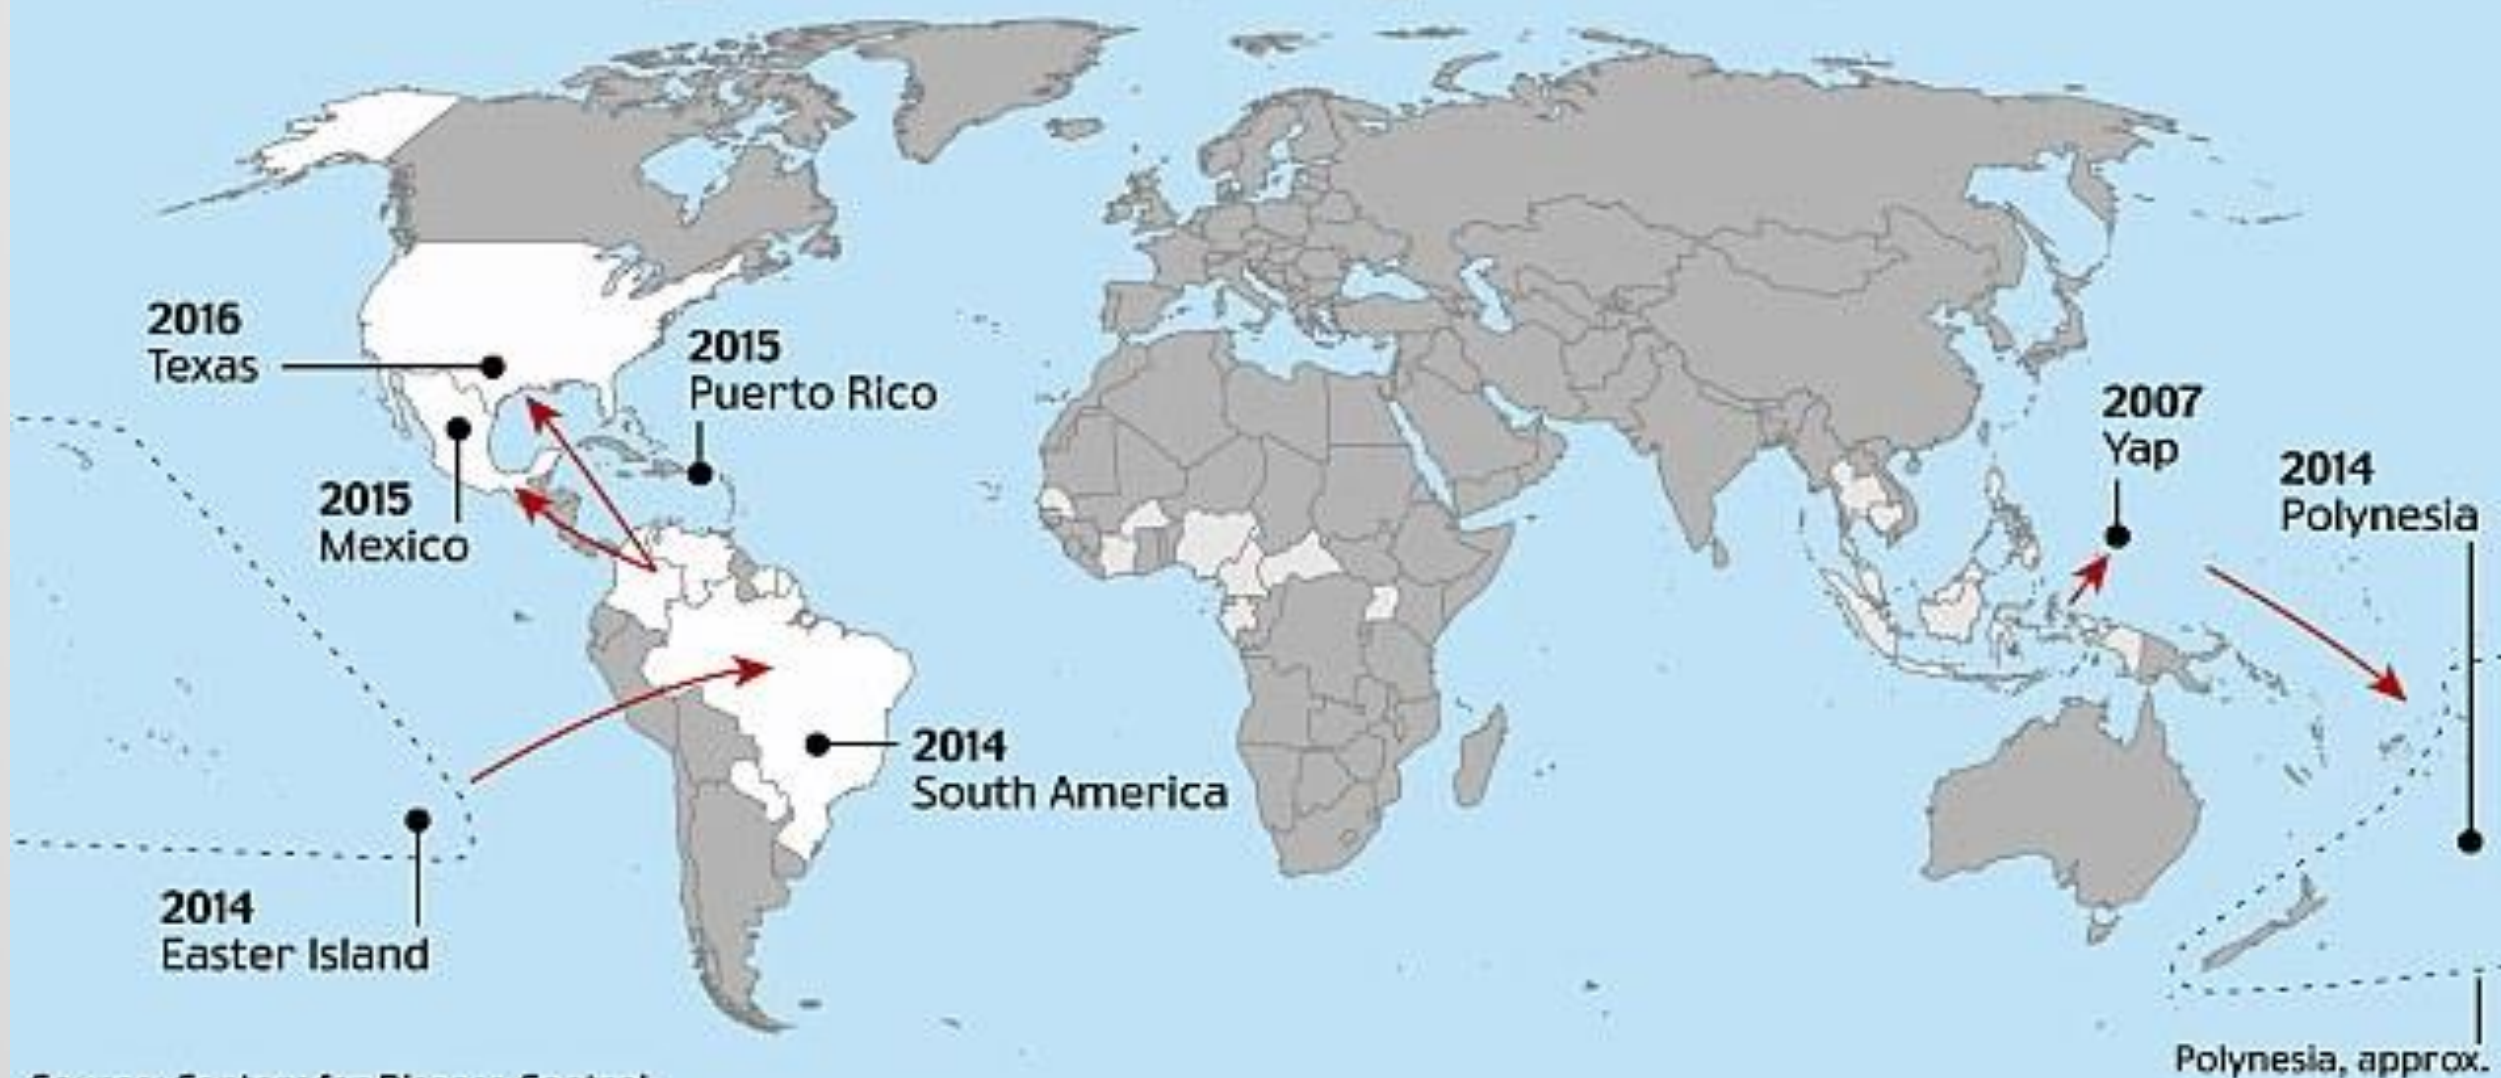 2016
Texas
2015
Puerto Rico
2015
Mexico
2007
Yap
2014
Polynesia
2014
South America
2014
Easter Island
Polynesia, approx.